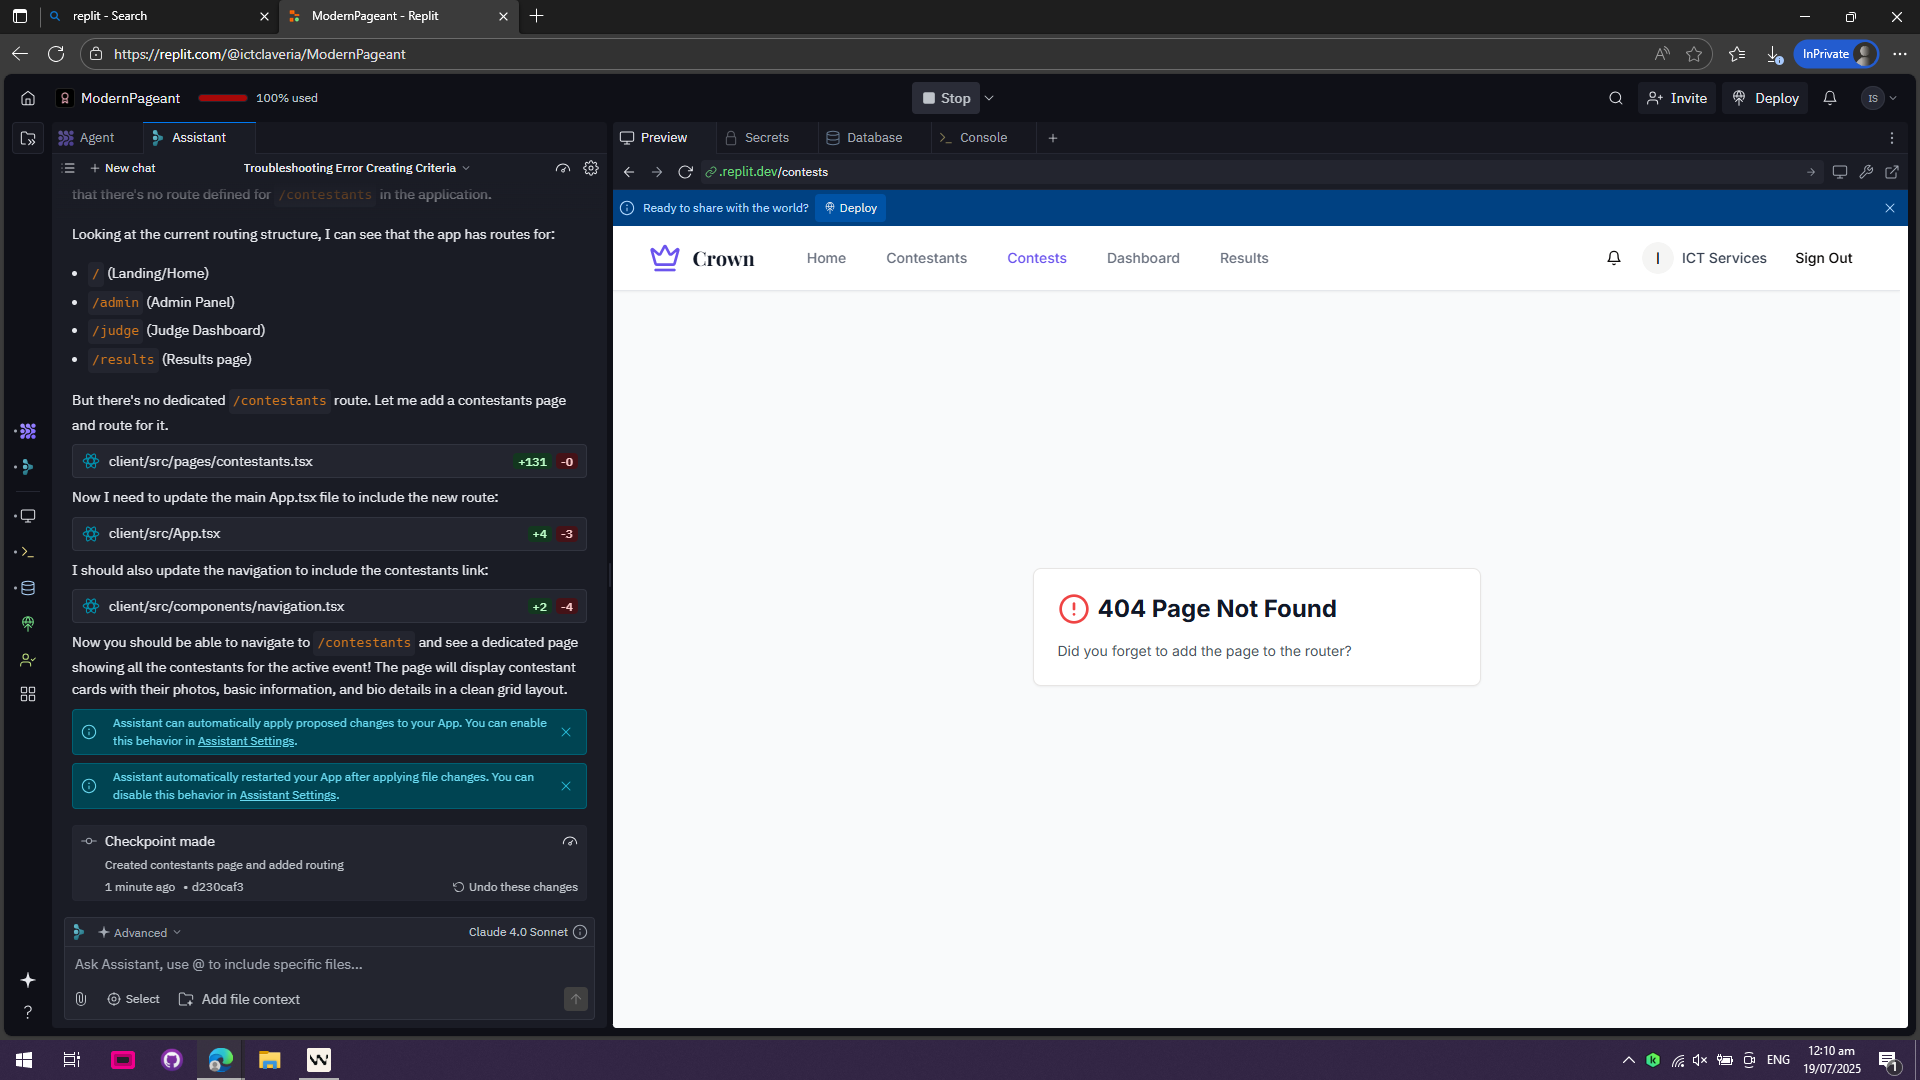 replit - Search
ModernPageant - Replit
https://replit.com/@ictclaveria/ModernPageant
InPrivate
ModernPageant
100% used
Stop
Invite
Deploy
IS
Agent
Assistant
Preview
Secrets
Database
Console
New chat
Troubleshooting Error Creating Criteria
.replit.dev/contests
that there's no route defined for /contestants in the application.
Ready to share with the world?
Deploy
Looking at the current routing structure, I can see that the app has routes for:
Crown
Home
Contestants
Contests
Dashboard
Results
I
ICT Services
Sign Out
• / (Landing/Home)
• /admin (Admin Panel)
• /judge (Judge Dashboard)
• /results (Results page)
But there's no dedicated /contestants route. Let me add a contestants page
and route for it.
client/src/pages/contestants.tsx +131 -0
Now I need to update the main App.tsx file to include the new route:
client/src/App.tsx +4 -3
I should also update the navigation to include the contestants link:
client/src/components/navigation.tsx +2 -4
Now you should be able to navigate to /contestants and see a dedicated page
showing all the contestants for the active event! The page will display contestant
cards with their photos, basic information, and bio details in a clean grid layout.
404 Page Not Found
Did you forget to add the page to the router?
Assistant can automatically apply proposed changes to your App. You can enable
this behavior in Assistant Settings.
Assistant automatically restarted your App after applying file changes. You can
disable this behavior in Assistant Settings.
Checkpoint made
Created contestants page and added routing
1 minute ago • d230caf3
Undo these changes
Advanced
Claude 4.0 Sonnet
Ask Assistant, use @ to include specific files...
Select
Add file context
?
ENG
12:10 am
19/07/2025
1